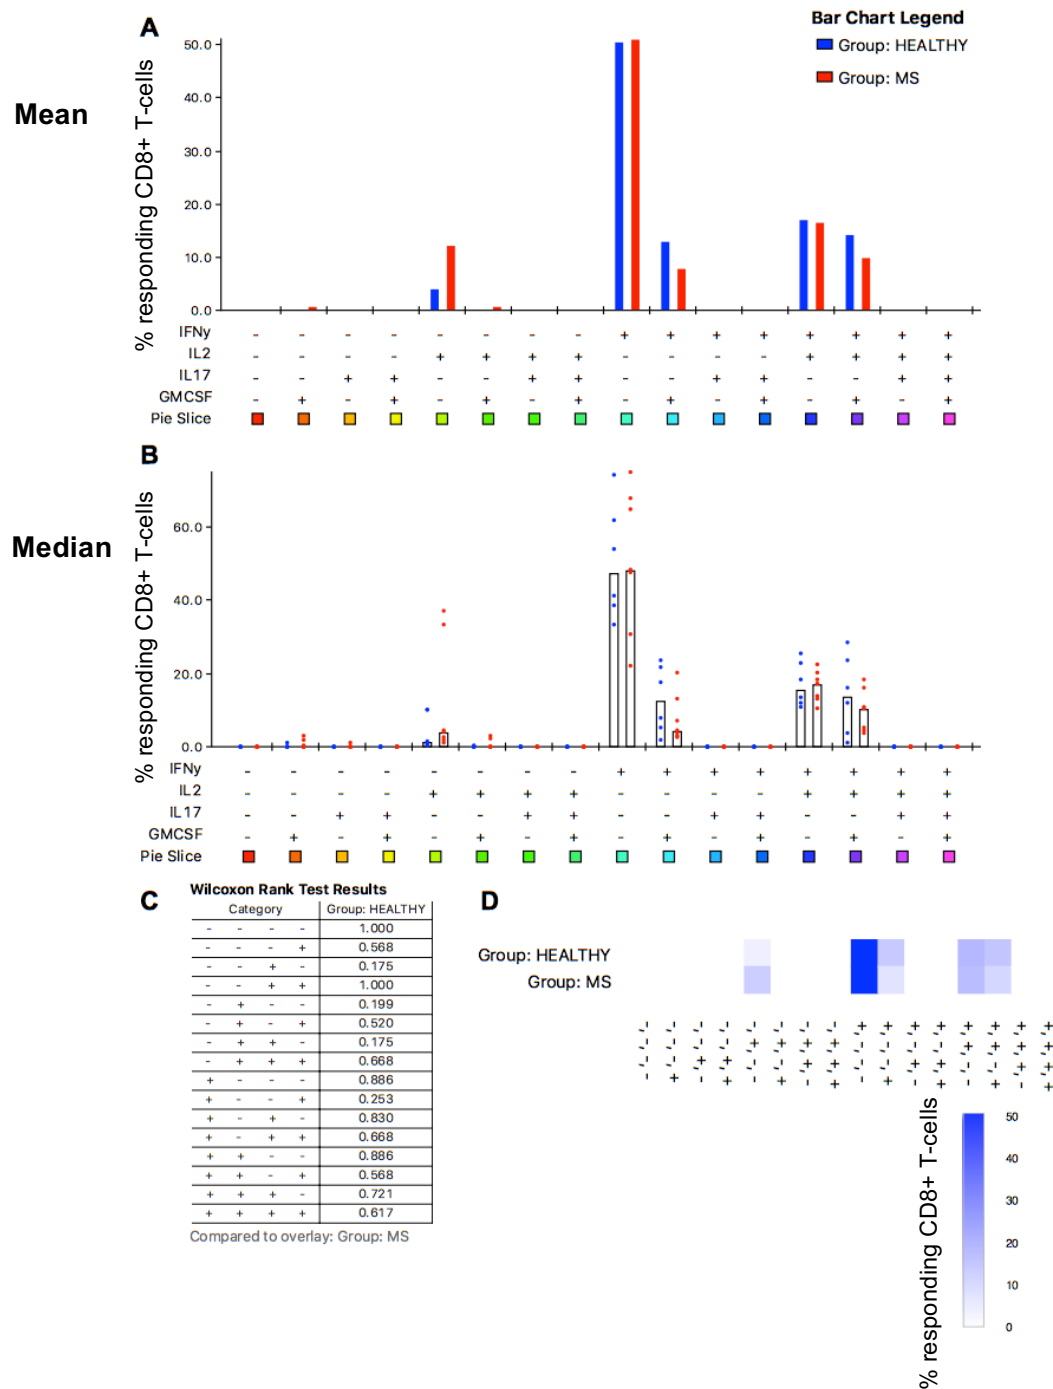 A
Bar Chart Legend
Group: HEALTHY
Group: MS
Mean
% responding CD8+ T-cells
50.0
40.0
30.0
20.0
10.0
0.0
IFNy - - - - - - - - + + + + + + + +
IL2 - - - - + + + + - - - - + + + +
IL17 - - + + - - + + - - + + - - + +
GMCSF - + - + - + - + - + - + - + - +
Pie Slice
B
Median
% responding CD8+ T-cells
60.0
40.0
20.0
0.0
IFNy - - - - - - - - + + + + + + + +
IL2 - - - - + + + + - - - - + + + +
IL17 - - + + - - + + - - + + - - + +
GMCSF - + - + - + - + - + - + - + - +
Pie Slice
C
Wilcoxon Rank Test Results
Category Group: HEALTHY
- - - - 1.000
- - - + 0.568
- - + - 0.175
- - + + 1.000
- + - - 0.199
- + - + 0.520
- + + - 0.175
- + + + 0.668
+ - - - 0.886
+ - - + 0.253
+ - + - 0.830
+ - + + 0.668
+ + - - 0.886
+ + - + 0.568
+ + + - 0.721
+ + + + 0.617
Compared to overlay: Group: MS
D
Group: HEALTHY
Group: MS
-,-,-,-
-,-,-,+
-,-,+,-
-,-,+,+
-,+,-,-
-,+,-,+
-,+,+,-
-,+,+,+
+,-,-,-
+,-,-,+
+,-,+,-
+,-,+,+
+,+,-,-
+,+,-,+
+,+,+,-
+,+,+,+
% responding CD8+ T-cells
50
40
30
20
10
0